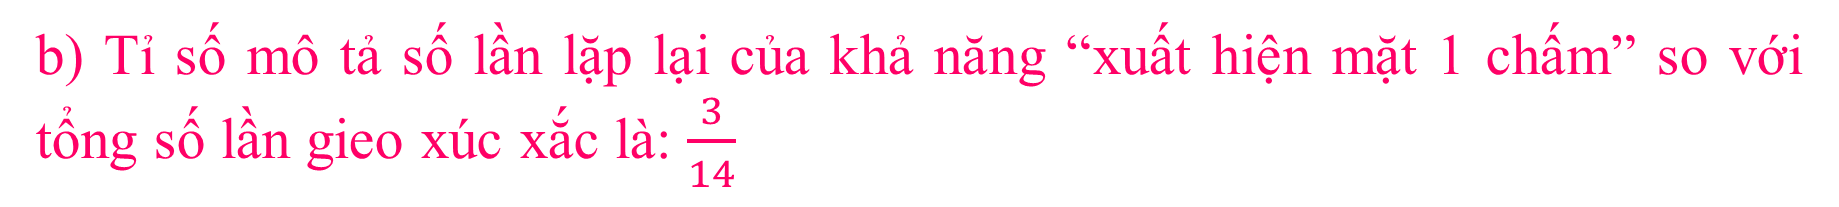 b) Tỉ số mô tả số lần lặp lại của khả năng “xuất hiện mặt 1 chấm” so với
tổng số lần gieo xúc xắc là: 3/14